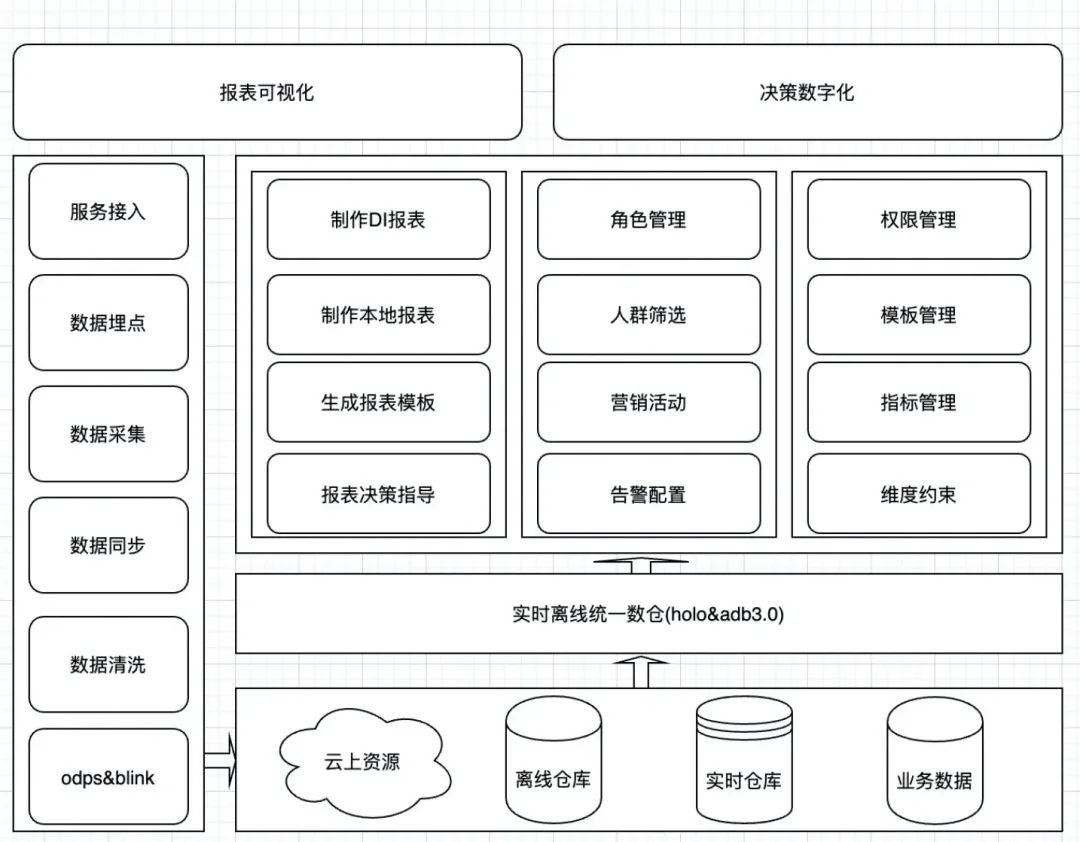 报表可视化
决策数字化
服务接入
数据埋点
数据采集
数据同步
数据清洗
odps&blink
制作DI报表
制作本地报表
生成报表模板
报表决策指导
角色管理
人群筛选
营销活动
告警配置
权限管理
模板管理
指标管理
维度约束
实时离线统一数仓(holo&adb3.0)
云上资源
离线仓库
实时仓库
业务数据